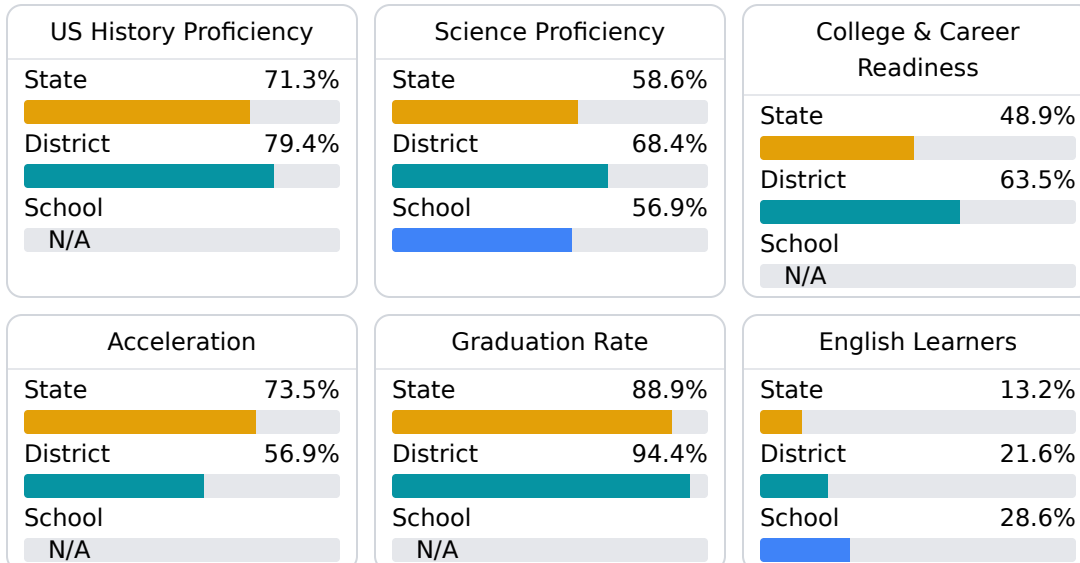 US History Proficiency
State 71.3%
District 79.4%
School
N/A
Science Proficiency
State 58.6%
District 68.4%
School 56.9%
College & Career
Readiness
State 48.9%
District 63.5%
School
N/A
Acceleration
State 73.5%
District 56.9%
School
N/A
Graduation Rate
State 88.9%
District 94.4%
School
N/A
English Learners
State 13.2%
District 21.6%
School 28.6%